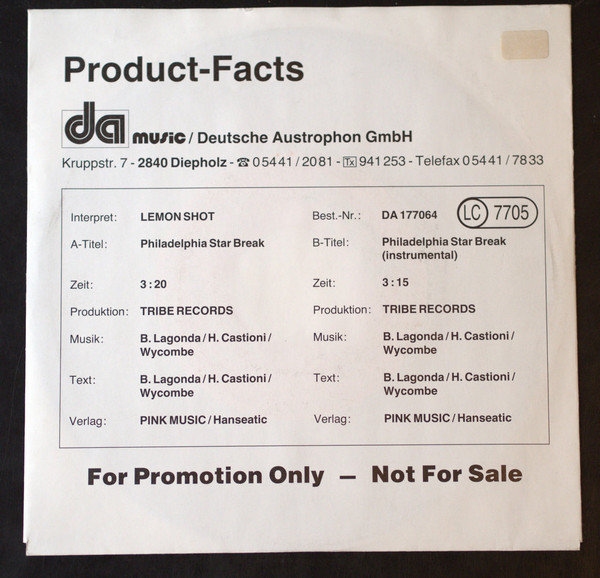 Product-Facts
da music / Deutsche Austrophon GmbH
Kruppstr. 7 - 2840 Diepholz - ☎ 05441 / 2081 - Tx 941 253 - Telefax 05441 / 7833
Interpret: LEMON SHOT Best.-Nr.: DA 177064 LC 7705
A-Titel: Philadelphia Star Break B-Titel: Philadelphia Star Break
(instrumental)
Zeit: 3:20 Zeit: 3:15
Produktion: TRIBE RECORDS Produktion: TRIBE RECORDS
Musik: B. Lagonda / H. Castioni / Musik: B. Lagonda / H. Castioni /
Wycombe Wycombe
Text: B. Lagonda / H. Castioni / Text: B. Lagonda / H. Castioni /
Wycombe Wycombe
Verlag: PINK MUSIC / Hanseatic Verlag: PINK MUSIC / Hanseatic
For Promotion Only – Not For Sale